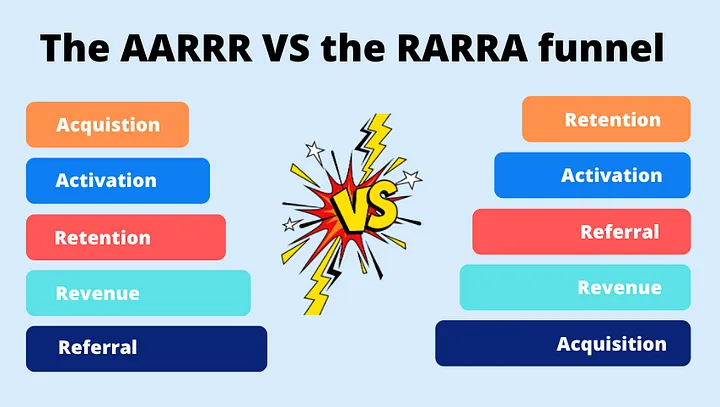 The AARRR VS the RARRA funnel
Acquistion
Activation
Retention
Revenue
Referral
VS
Retention
Activation
Referral
Revenue
Acquisition